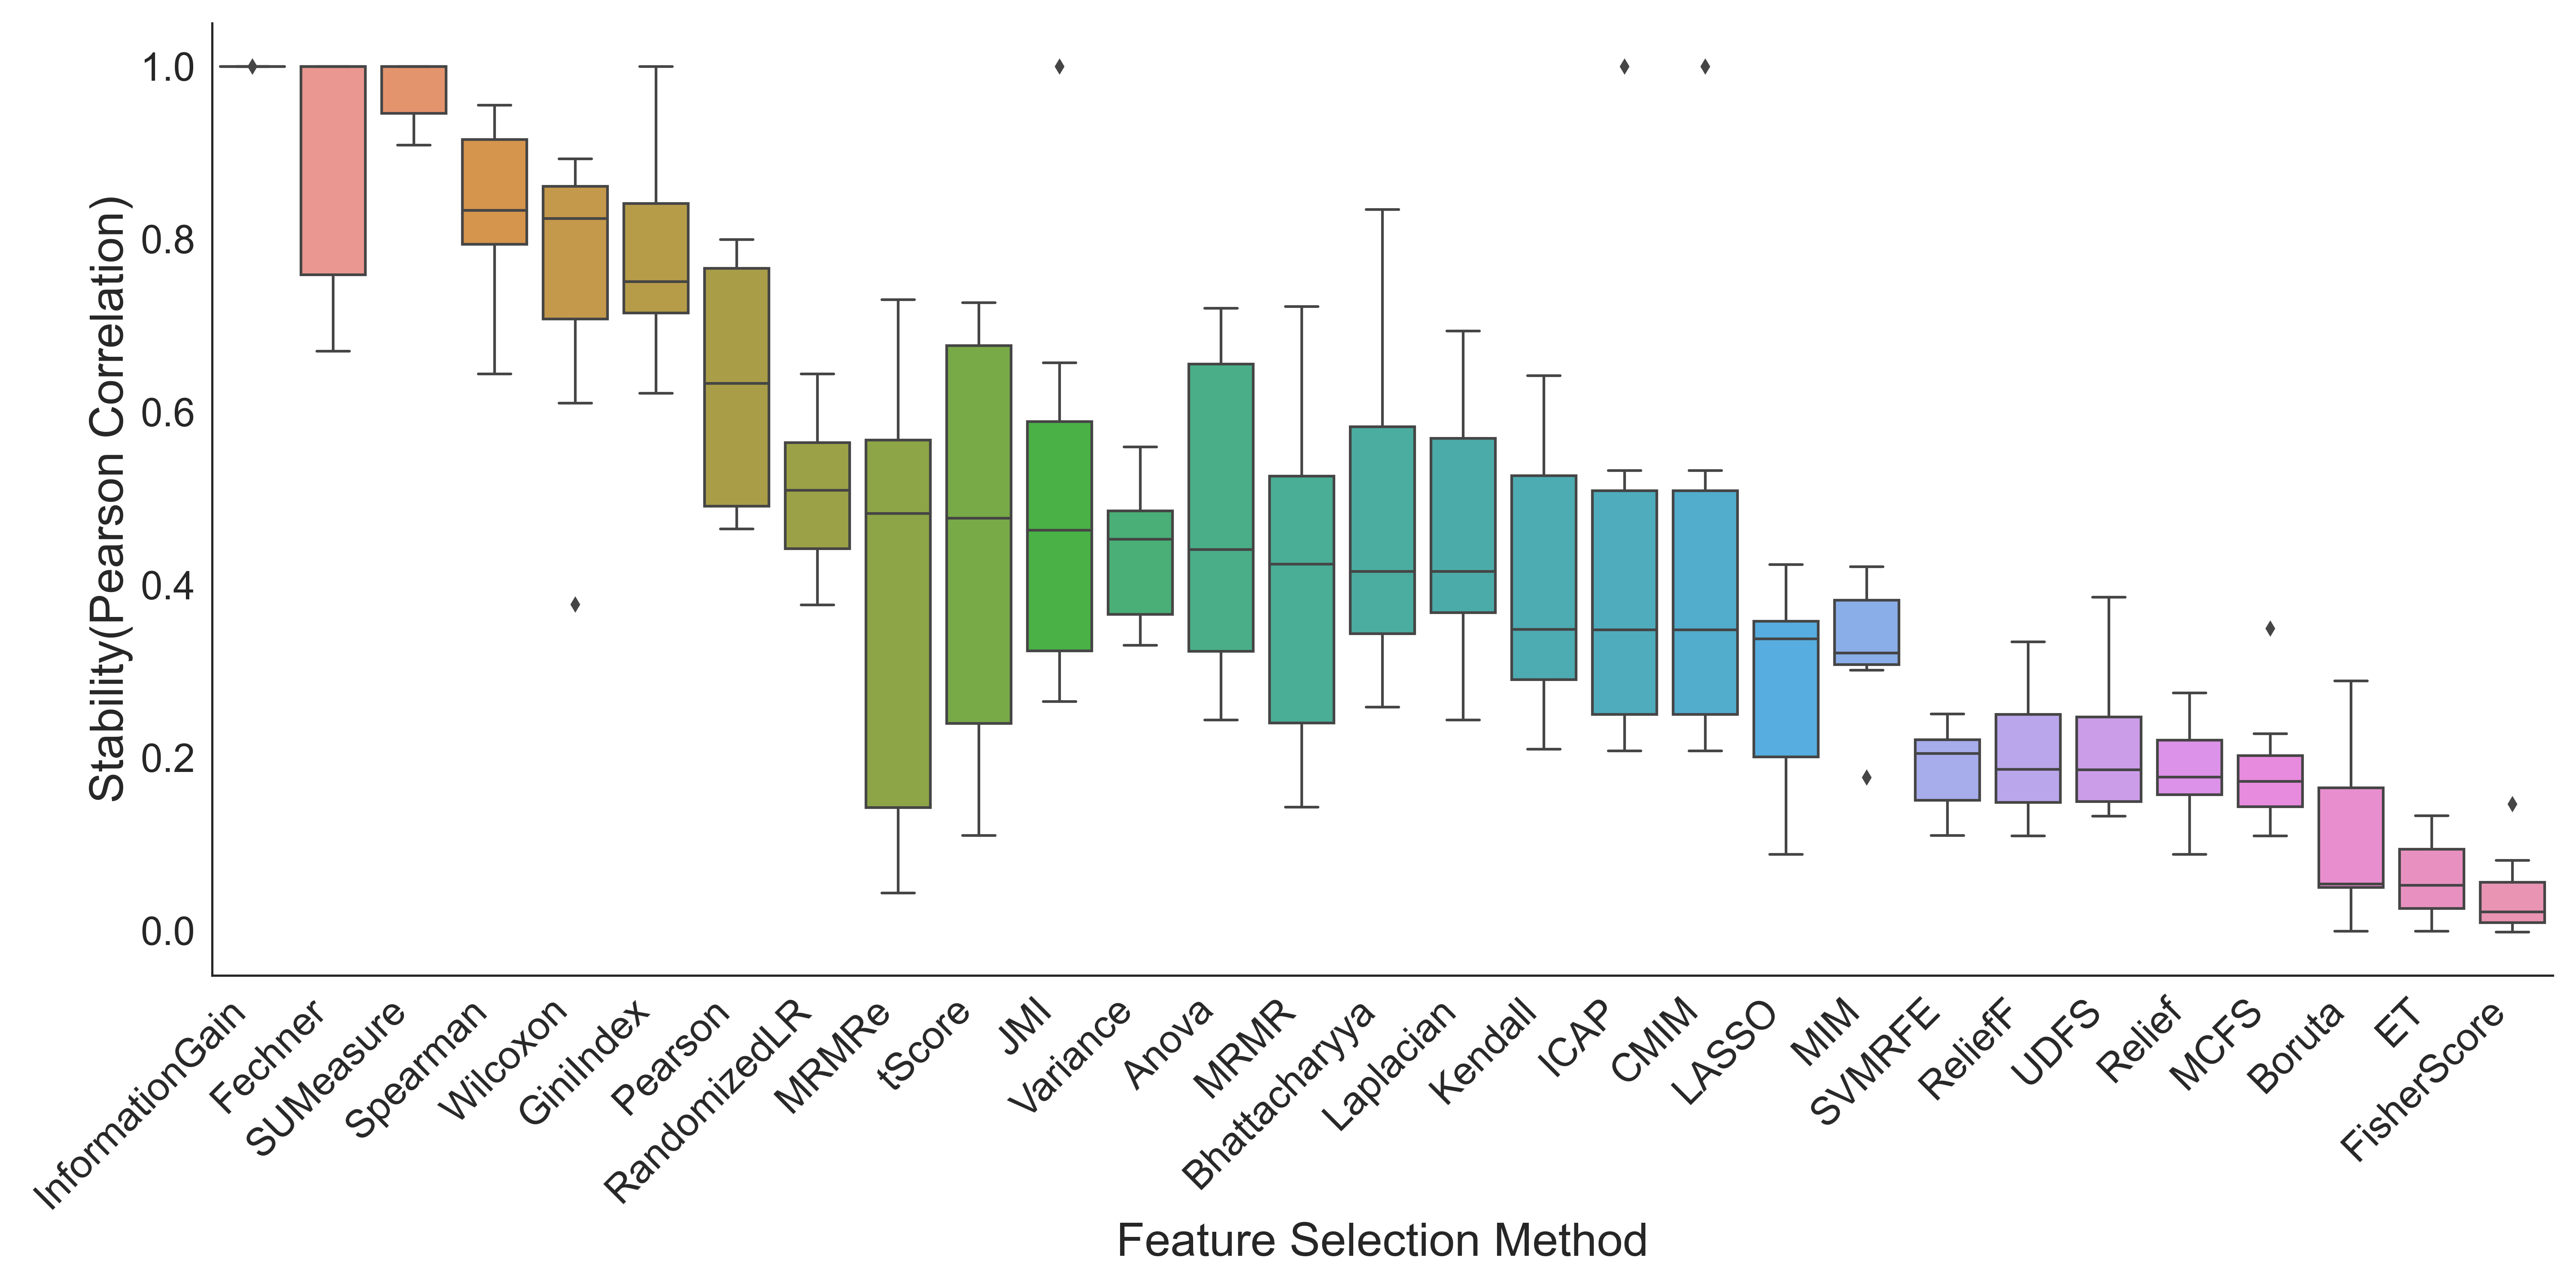 Stability(Pearson Correlation)
1.0
0.8
0.6
0.4
0.2
0.0
InformationGain
Fechner
SUMeasure
Spearman
Wilcoxon
GiniIndex
Pearson
RandomizedLR
MRMRe
tScore
JMI
Variance
Anova
MRMR
Bhattacharyya
Laplacian
Kendall
ICAP
CMIM
LASSO
MIM
SVMRFE
ReliefF
UDFS
Relief
MCFS
Boruta
ET
FisherScore
Feature Selection Method